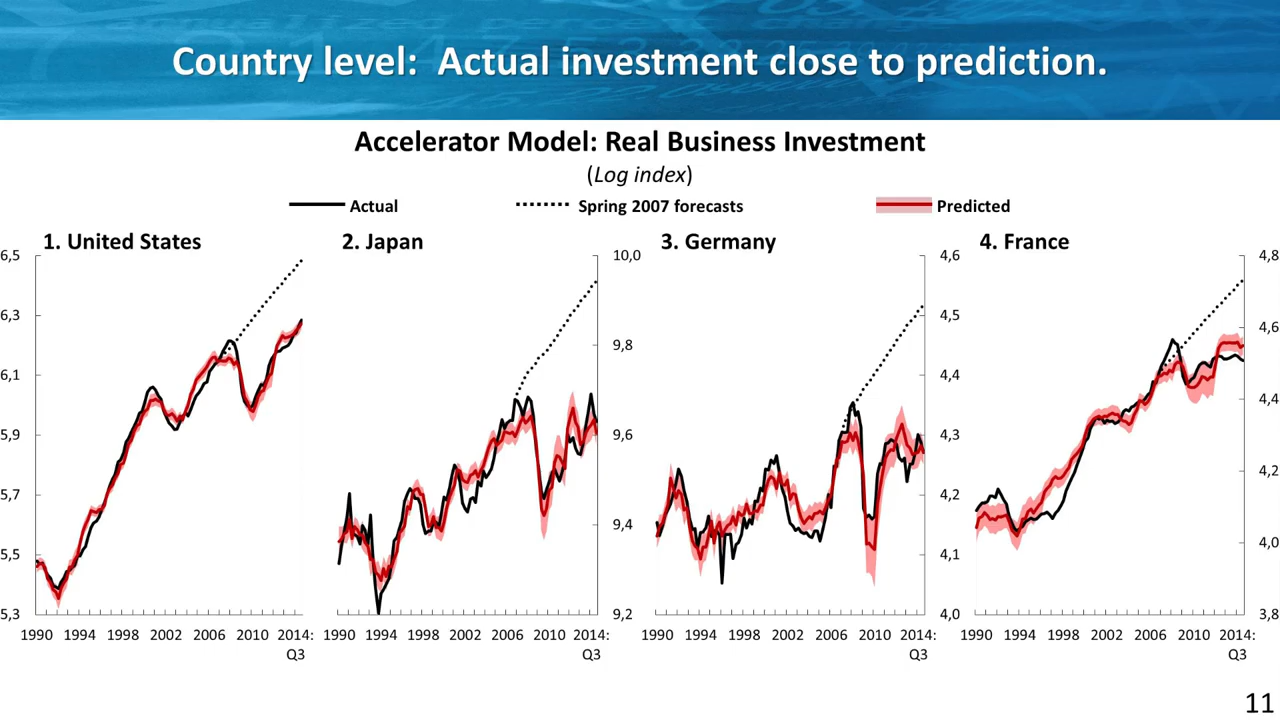 Country level:  Actual investment close to prediction.
Accelerator Model: Real Business Investment
(Log index)
Actual
Spring 2007 forecasts
Predicted
1. United States
2. Japan
3. Germany
4. France
6,5
6,3
6,1
5,9
5,7
5,5
5,3
10,0
9,8
9,6
9,4
9,2
4,6
4,5
4,4
4,3
4,2
4,1
4,0
4,8
4,6
4,4
4,2
4,0
3,8
1990 1994 1998 2002 2006 2010 2014:
Q3
1990 1994 1998 2002 2006 2010 2014:
Q3
1990 1994 1998 2002 2006 2010 2014:
Q3
1990 1994 1998 2002 2006 2010 2014:
Q3
11